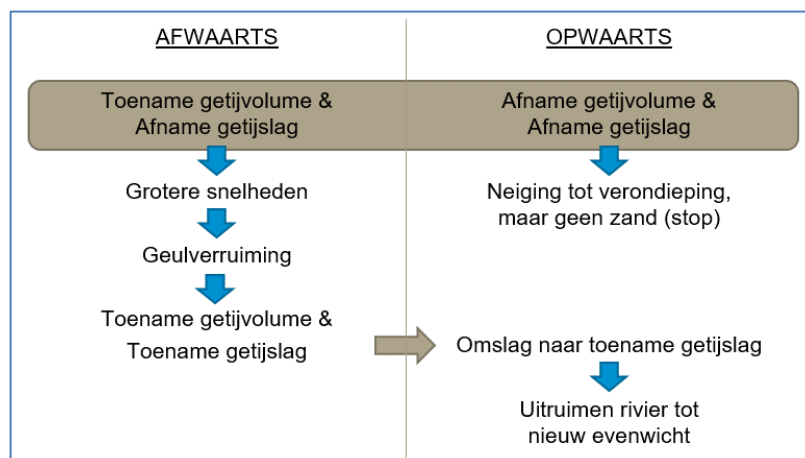 AFWAARTS
OPWAARTS
Toename getijvolume &
Afname getijslag
Afname getijvolume &
Afname getijslag
Grotere snelheden
Neiging tot verondieping,
maar geen zand (stop)
Geulverruiming
Toename getijvolume &
Toename getijslag
Omslag naar toename getijslag
Uitruimen rivier tot
nieuw evenwicht